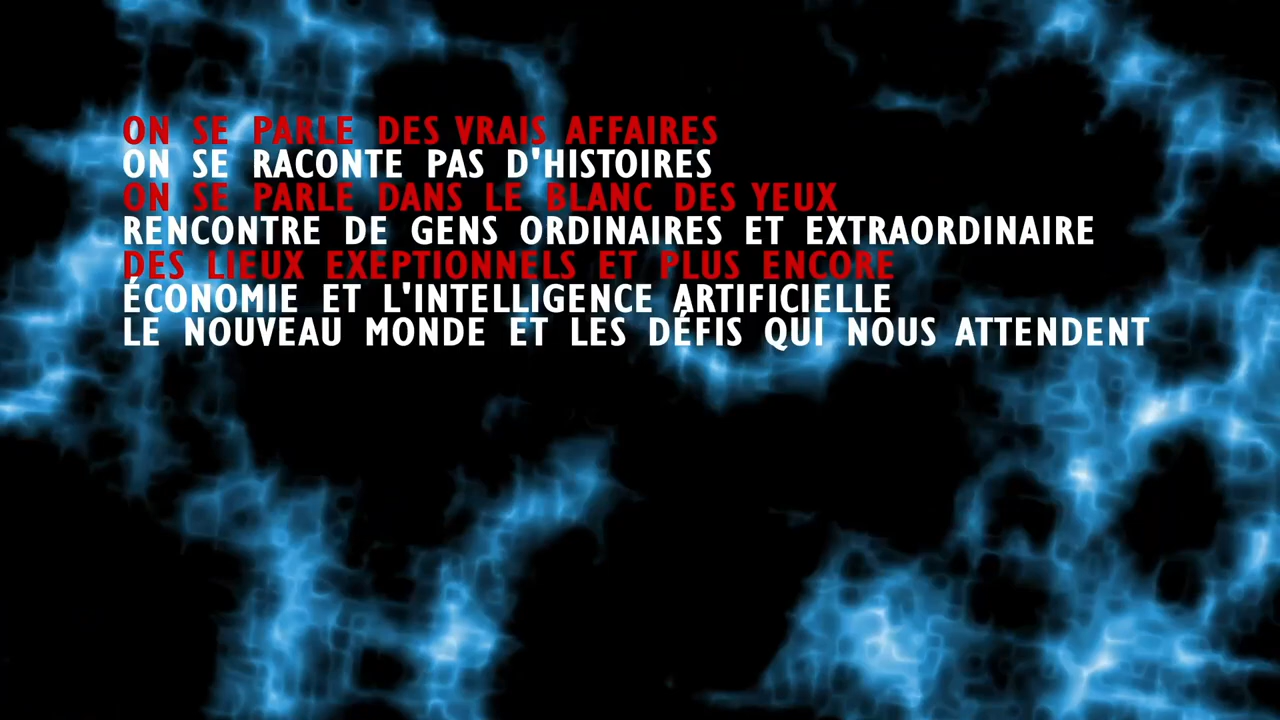 ON SE PARLE DES VRAIS AFFAIRES
ON SE RACONTE PAS D'HISTOIRES
ON SE PARLE DANS LE BLANC DES YEUX
RENCONTRE DE GENS ORDINAIRES ET EXTRAORDINAIRE
DES LIEUX EXEPTIONNELS ET PLUS ENCORE
ÉCONOMIE ET L'INTELLIGENCE ARTIFICIELLE
LE NOUVEAU MONDE ET LES DÉFIS QUI NOUS ATTENDENT